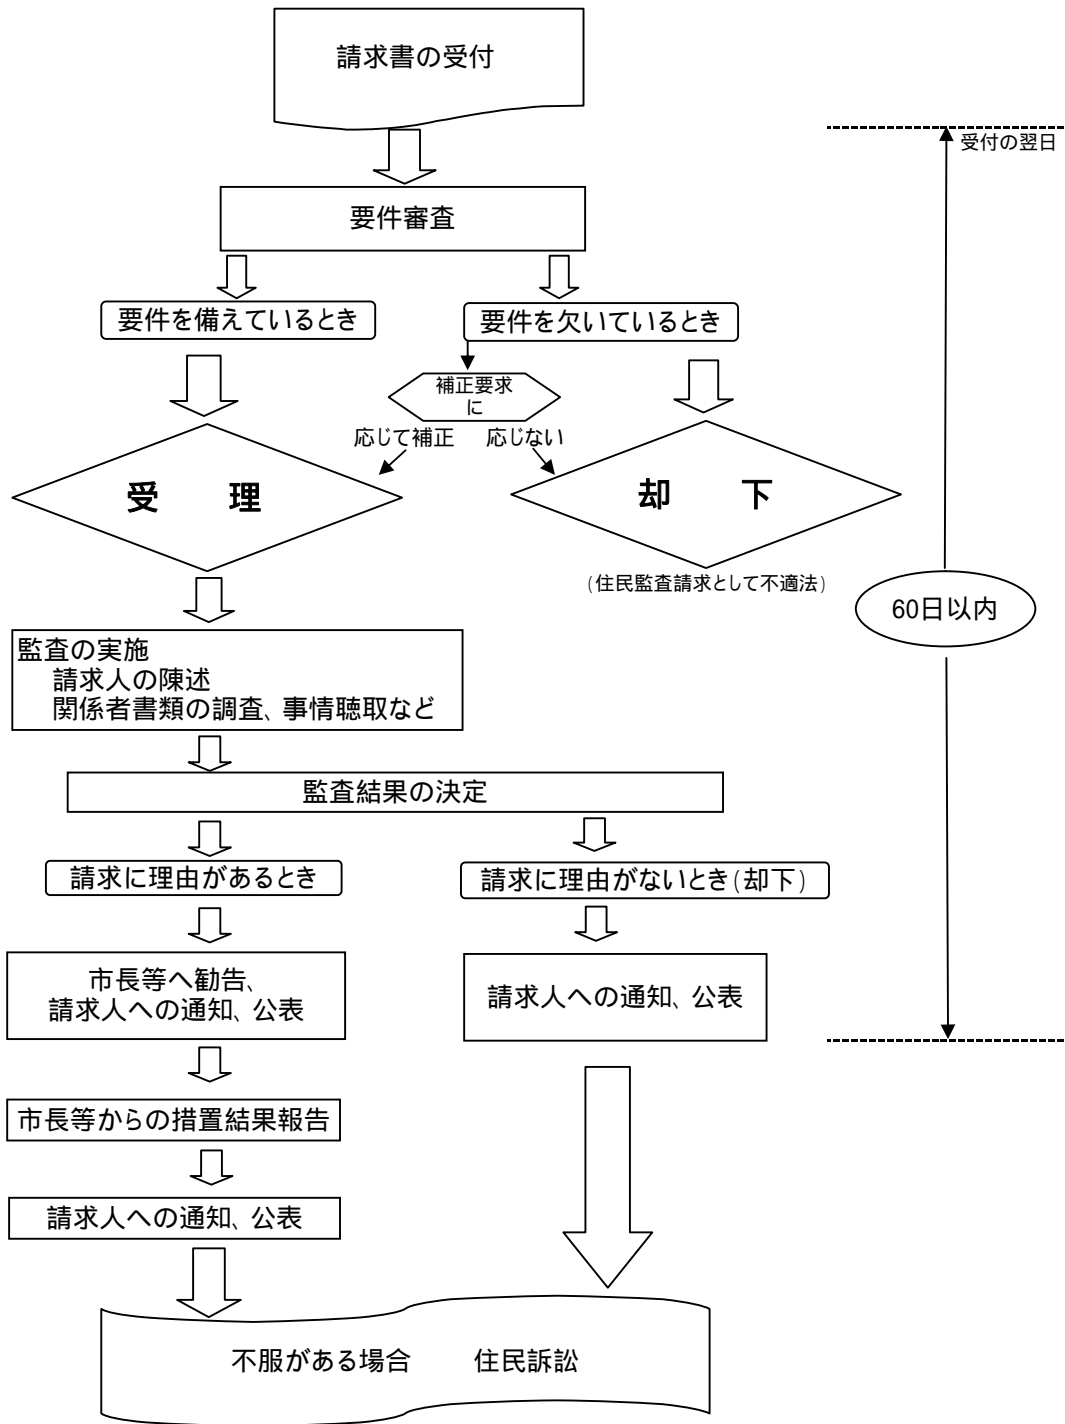 請求書の受付
受付の翌日
要件審査
要件を備えているとき
要件を欠いているとき
補正要求
に
応じて補正
応じない
受　理
却　下
(住民監査請求として不適法)
60日以内
監査の実施
請求人の陳述
関係者書類の調査、事情聴取など
監査結果の決定
請求に理由があるとき
請求に理由がないとき(却下)
市長等へ勧告、
請求人への通知、公表
請求人への通知、公表
市長等からの措置結果報告
請求人への通知、公表
不服がある場合　住民訴訟